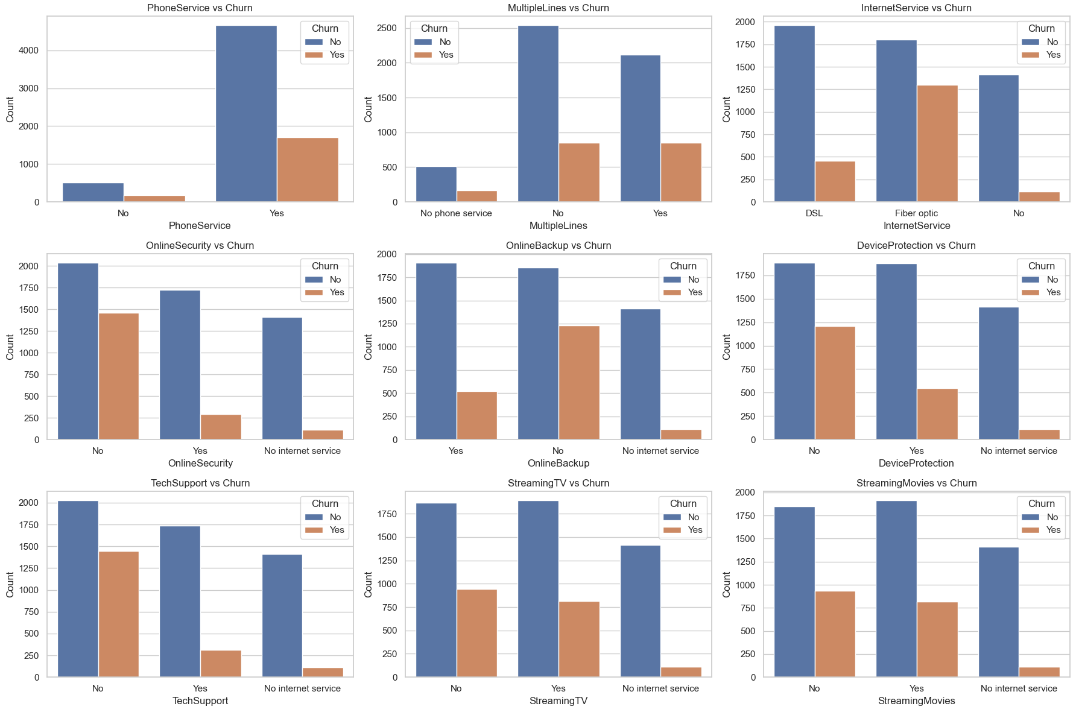 PhoneService vs Churn
Churn
No
Yes
4000
3000
2000
1000
0
Count
No
Yes
PhoneService
MultipleLines vs Churn
Churn
No
Yes
2500
2000
1500
1000
500
0
Count
No phone service
No
Yes
MultipleLines
InternetService vs Churn
Churn
No
Yes
2000
1750
1500
1250
1000
750
500
250
0
Count
DSL
Fiber optic
No
InternetService
OnlineSecurity vs Churn
Churn
No
Yes
2000
1750
1500
1250
1000
750
500
250
0
Count
No
Yes
No internet service
OnlineSecurity
OnlineBackup vs Churn
Churn
No
Yes
2000
1750
1500
1250
1000
750
500
250
0
Count
Yes
No
No internet service
OnlineBackup
DeviceProtection vs Churn
Churn
No
Yes
1750
1500
1250
1000
750
500
250
0
Count
No
Yes
No internet service
DeviceProtection
TechSupport vs Churn
Churn
No
Yes
2000
1750
1500
1250
1000
750
500
250
0
Count
No
Yes
No internet service
TechSupport
StreamingTV vs Churn
Churn
No
Yes
1750
1500
1250
1000
750
500
250
0
Count
No
Yes
No internet service
StreamingTV
StreamingMovies vs Churn
Churn
No
Yes
2000
1750
1500
1250
1000
750
500
250
0
Count
No
Yes
No internet service
StreamingMovies